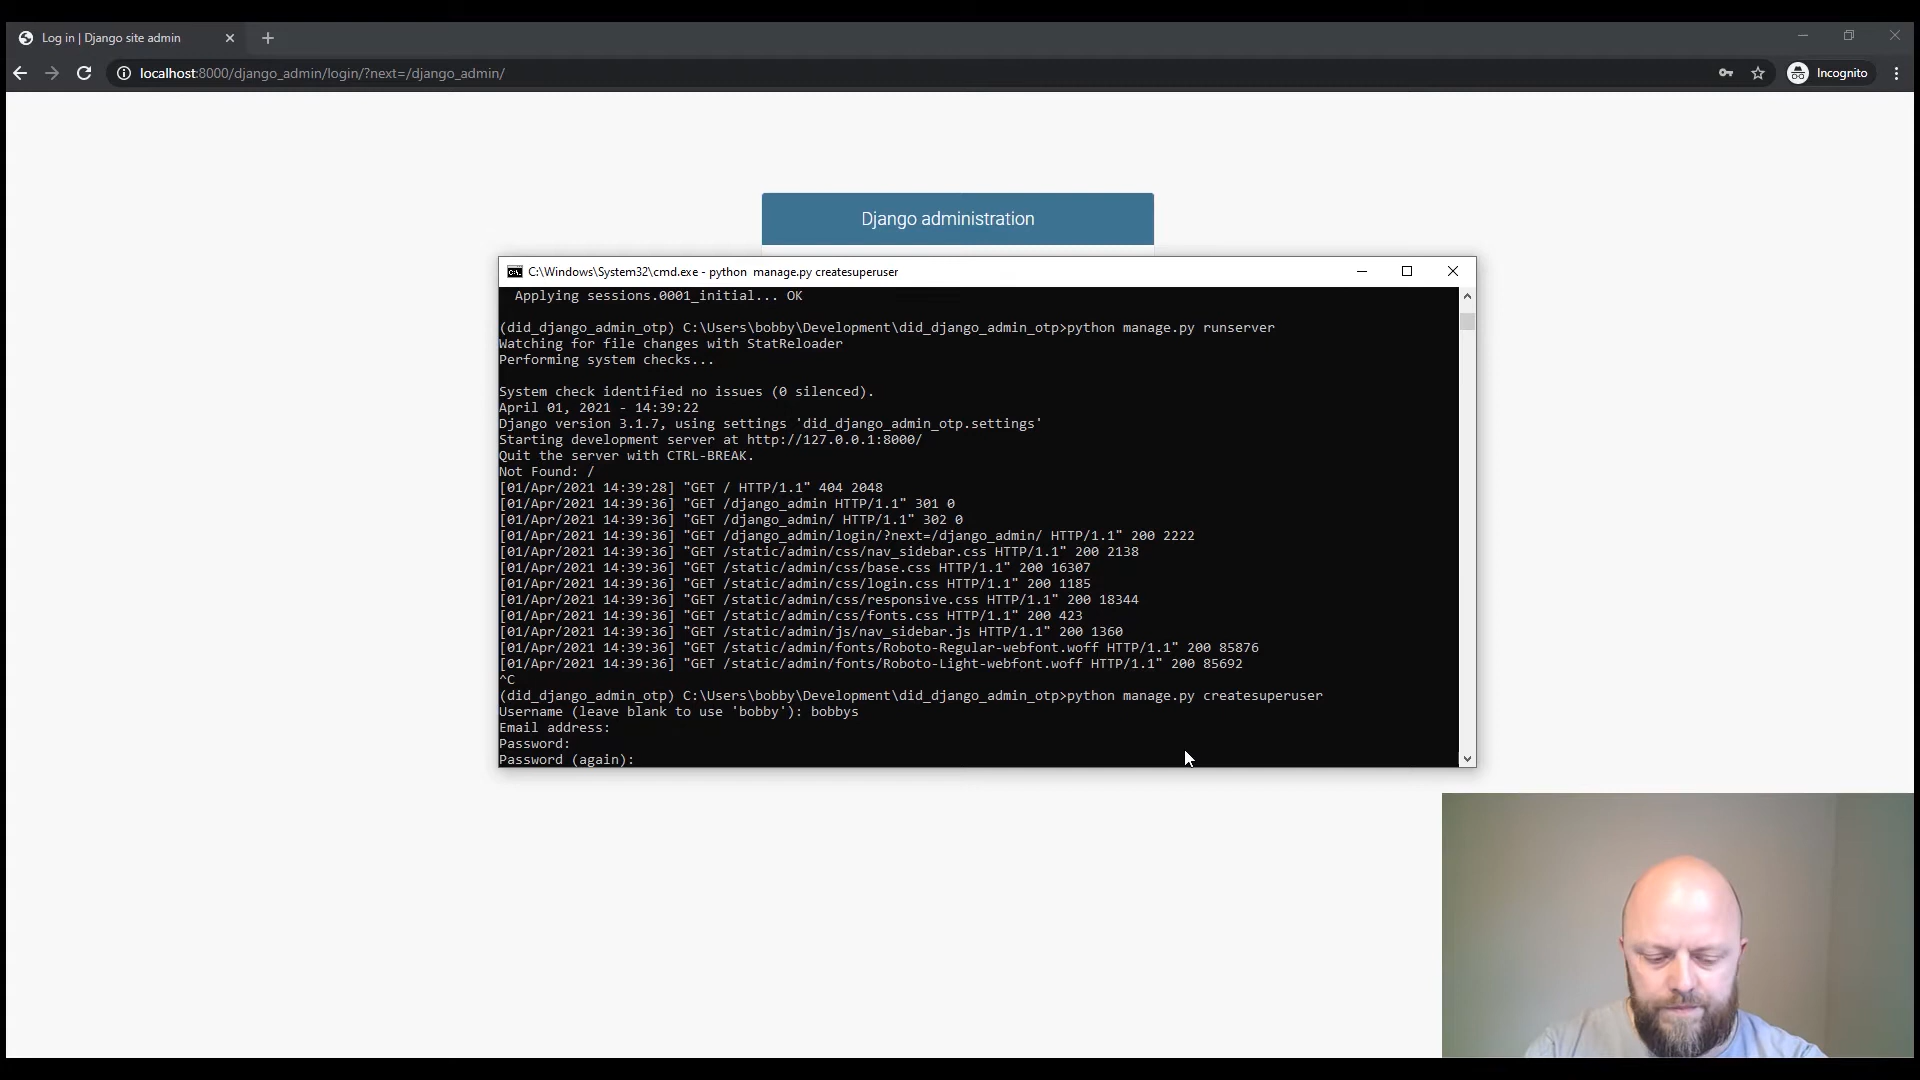 Log in | Django site admin
localhost:8000/django_admin/login/?next=/django_admin/
Incognito
Django administration
C:\Windows\System32\cmd.exe - python  manage.py createsuperuser
Applying sessions.0001_initial... OK
(did_django_admin_otp) C:\Users\bobby\Development\did_django_admin_otp>python manage.py runserver
Watching for file changes with StatReloader
Performing system checks...
System check identified no issues (0 silenced).
April 01, 2021 - 14:39:22
Django version 3.1.7, using settings 'did_django_admin_otp.settings'
Starting development server at http://127.0.0.1:8000/
Quit the server with CTRL-BREAK.
Not Found: /
[01/Apr/2021 14:39:28] "GET / HTTP/1.1" 404 2048
[01/Apr/2021 14:39:36] "GET /django_admin HTTP/1.1" 301 0
[01/Apr/2021 14:39:36] "GET /django_admin/ HTTP/1.1" 302 0
[01/Apr/2021 14:39:36] "GET /django_admin/login/?next=/django_admin/ HTTP/1.1" 200 2222
[01/Apr/2021 14:39:36] "GET /static/admin/css/nav_sidebar.css HTTP/1.1" 200 2138
[01/Apr/2021 14:39:36] "GET /static/admin/css/base.css HTTP/1.1" 200 16307
[01/Apr/2021 14:39:36] "GET /static/admin/css/login.css HTTP/1.1" 200 1185
[01/Apr/2021 14:39:36] "GET /static/admin/css/responsive.css HTTP/1.1" 200 18344
[01/Apr/2021 14:39:36] "GET /static/admin/css/fonts.css HTTP/1.1" 200 423
[01/Apr/2021 14:39:36] "GET /static/admin/js/nav_sidebar.js HTTP/1.1" 200 1360
[01/Apr/2021 14:39:36] "GET /static/admin/fonts/Roboto-Regular-webfont.woff HTTP/1.1" 200 85876
[01/Apr/2021 14:39:36] "GET /static/admin/fonts/Roboto-Light-webfont.woff HTTP/1.1" 200 85692
^C
(did_django_admin_otp) C:\Users\bobby\Development\did_django_admin_otp>python manage.py createsuperuser
Username (leave blank to use 'bobby'): bobbys
Email address:
Password:
Password (again):